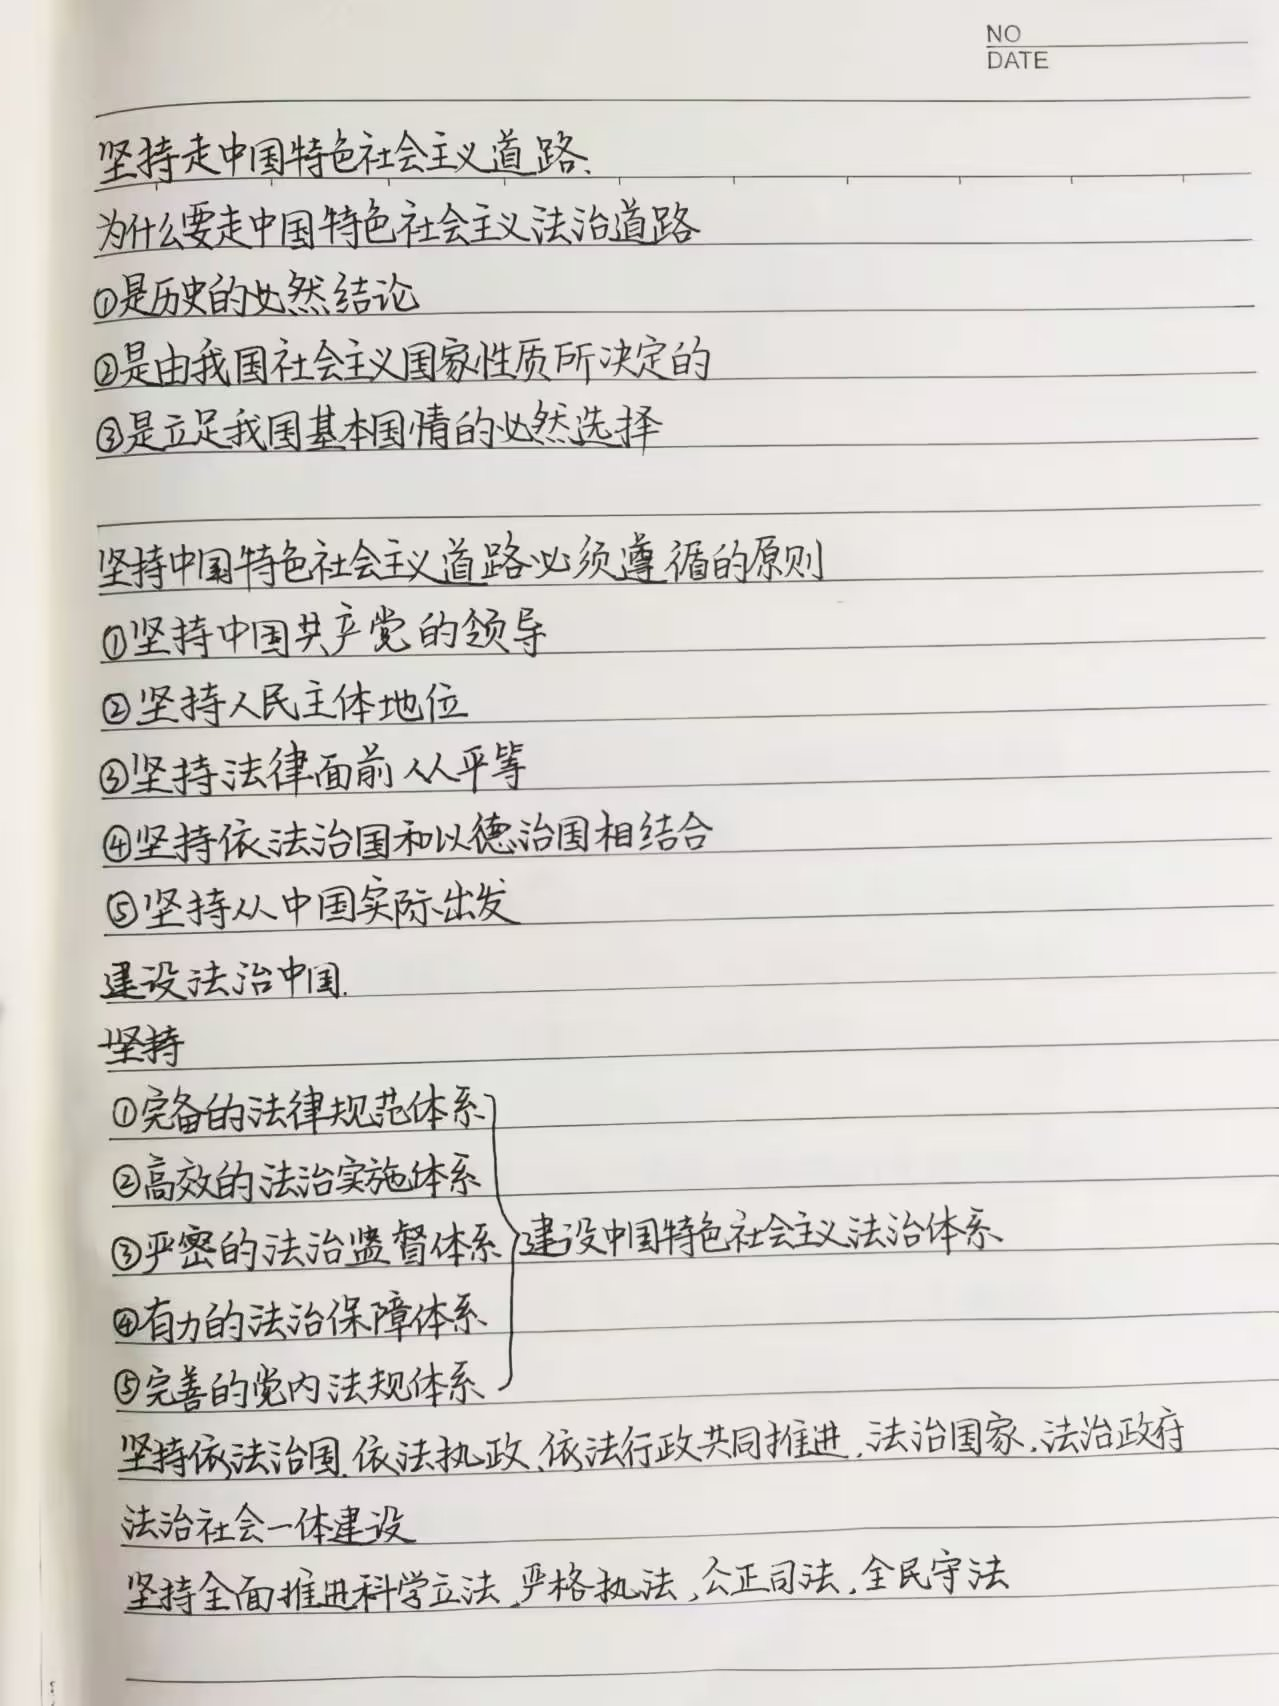 NO
DATE
坚持走中国特色社会主义道路、
为什么要走中国特色社会主义法治道路
①是历史的必然结论
②是由我国社会主义国家性质所决定的
③是立足我国基本国情的必然选择
坚持中国特色社会主义道路必须遵循的原则
①坚持中国共产党的领导
②坚持人民主体地位
③坚持法律面前人人平等
④坚持依法治国和以德治国相结合
⑤坚持从中国实际出发
建设法治中国.
坚持
①完备的法律规范体系
②高效的法治实施体系
③严密的法治监督体系 建设中国特色社会主义法治体系
④有力的法治保障体系
⑤完善的党内法规体系
坚持依法治国、依法执政、依法行政共同推进,法治国家、法治政府
法治社会一体建设
坚持全面推进科学立法,严格执法,公正司法,全民守法